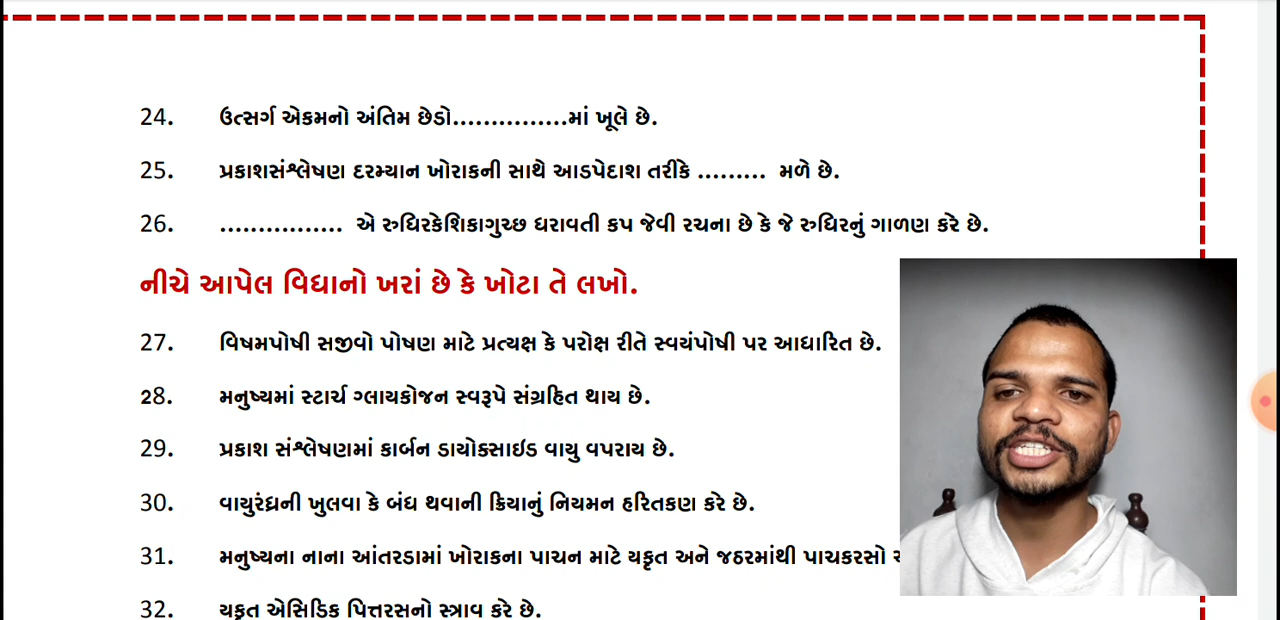 24. ઉત્સર્ગ એકમનો અંતિમ છેડો...............માં ખૂલે છે.
25. પ્રકાશસંશ્લેષણ દરમ્યાન ખોરાકની સાથે આડપેદાશ તરીકે ......... મળે છે.
26. ................ એ રુધિરકેશિકાગુચ્છ ધરાવતી કપ જેવી રચના છે કે જે રુધિરનું ગાળણ કરે છે.
નીચે આપેલ વિધાનો ખરાં છે કે ખોટા તે લખો.
27. વિષમપોષી સજીવો પોષણ માટે પ્રત્યક્ષ કે પરોક્ષ રીતે સ્વયંપોષી પર આધારિત છે.
28. મનુષ્યમાં સ્ટાર્ચ ગ્લાયકોજન સ્વરૂપે સંગ્રહિત થાય છે.
29. પ્રકાશ સંશ્લેષણમાં કાર્બન ડાયોક્સાઈડ વાયુ વપરાય છે.
30. વાયુરંધ્રની ખુલવા કે બંધ થવાની ક્રિયાનું નિયમન હરિતકણ કરે છે.
31. મનુષ્યના નાના આંતરડામાં ખોરાકના પાચન માટે યકૃત અને જઠરમાંથી પાચકરસો
32. યકૃત એસિડિક પિત્તરસનો સ્ત્રાવ કરે છે.